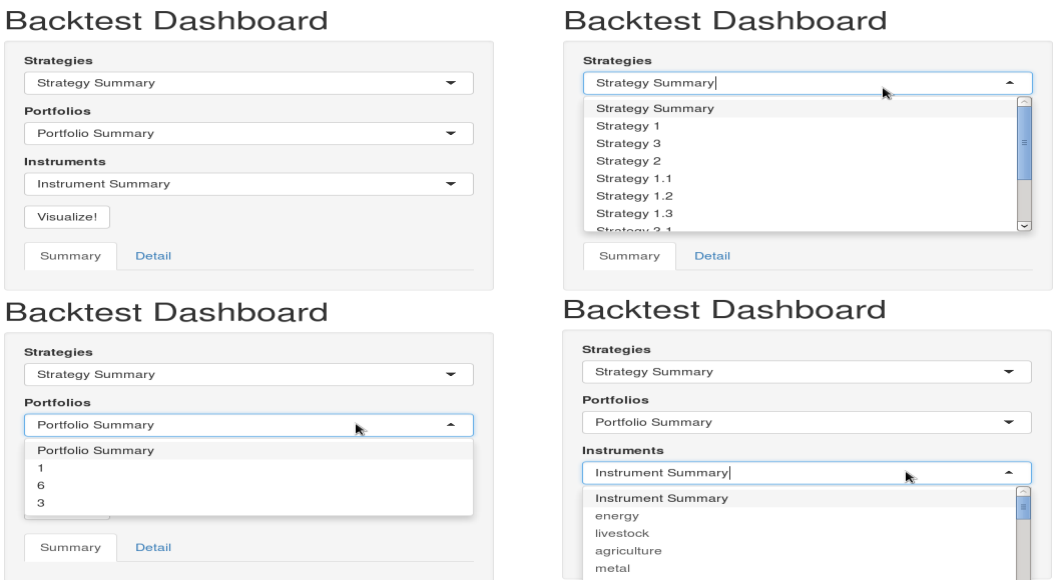 Backtest Dashboard
Strategies
Strategy Summary
Portfolios
Portfolio Summary
Instruments
Instrument Summary
Visualize!
Summary
Detail
Backtest Dashboard
Strategies
Strategy Summary
Strategy Summary
Strategy 1
Strategy 3
Strategy 2
Strategy 1.1
Strategy 1.2
Strategy 1.3
Strategy 2.1
Summary
Detail
Backtest Dashboard
Strategies
Strategy Summary
Portfolios
Portfolio Summary
Portfolio Summary
1
6
3
Summary
Detail
Backtest Dashboard
Strategies
Strategy Summary
Portfolios
Portfolio Summary
Instruments
Instrument Summary
Instrument Summary
energy
livestock
agriculture
metal